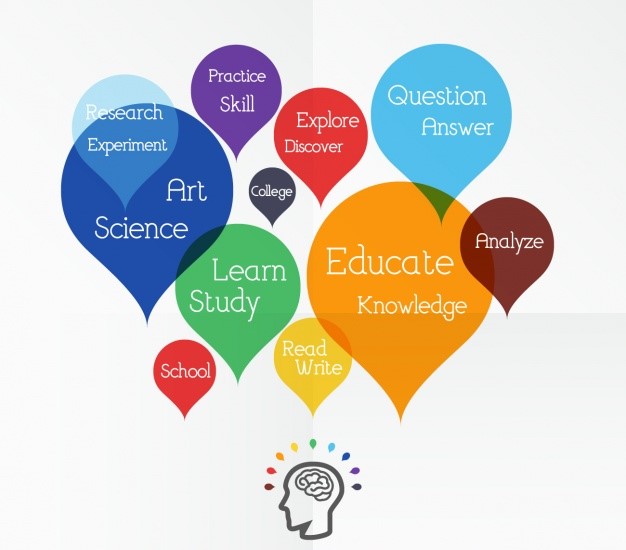 Practice
Skill
Question
Answer
Research
Experiment
Explore
Discover
Art
Science
College
Analyze
Educate
Knowledge
Learn
Study
Read
Write
School